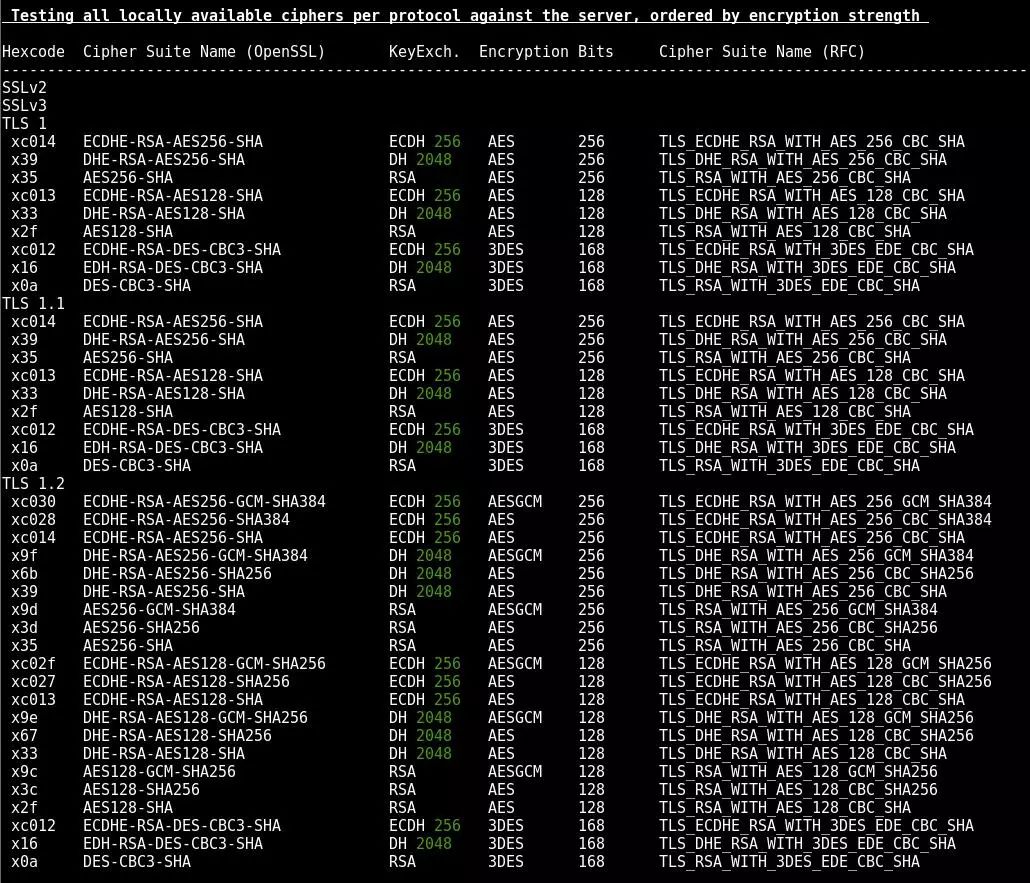 Testing all locally available ciphers per protocol against the server, ordered by encryption strength
Hexcode Cipher Suite Name (OpenSSL) KeyExch. Encryption Bits Cipher Suite Name (RFC)
------------------------------------------------------------------------------------------------------------------
SSLv2
SSLv3
TLS 1
xc014 ECDHE-RSA-AES256-SHA ECDH 256 AES 256 TLS_ECDHE_RSA_WITH_AES_256_CBC_SHA
x39 DHE-RSA-AES256-SHA DH 2048 AES 256 TLS_DHE_RSA_WITH_AES_256_CBC_SHA
x35 AES256-SHA RSA AES 256 TLS_RSA_WITH_AES_256_CBC_SHA
xc013 ECDHE-RSA-AES128-SHA ECDH 256 AES 128 TLS_ECDHE_RSA_WITH_AES_128_CBC_SHA
x33 DHE-RSA-AES128-SHA DH 2048 AES 128 TLS_DHE_RSA_WITH_AES_128_CBC_SHA
x2f AES128-SHA RSA AES 128 TLS_RSA_WITH_AES_128_CBC_SHA
xc012 ECDHE-RSA-DES-CBC3-SHA ECDH 256 3DES 168 TLS_ECDHE_RSA_WITH_3DES_EDE_CBC_SHA
x16 EDH-RSA-DES-CBC3-SHA DH 2048 3DES 168 TLS_DHE_RSA_WITH_3DES_EDE_CBC_SHA
x0a DES-CBC3-SHA RSA 3DES 168 TLS_RSA_WITH_3DES_EDE_CBC_SHA
TLS 1.1
xc014 ECDHE-RSA-AES256-SHA ECDH 256 AES 256 TLS_ECDHE_RSA_WITH_AES_256_CBC_SHA
x39 DHE-RSA-AES256-SHA DH 2048 AES 256 TLS_DHE_RSA_WITH_AES_256_CBC_SHA
x35 AES256-SHA RSA AES 256 TLS_RSA_WITH_AES_256_CBC_SHA
xc013 ECDHE-RSA-AES128-SHA ECDH 256 AES 128 TLS_ECDHE_RSA_WITH_AES_128_CBC_SHA
x33 DHE-RSA-AES128-SHA DH 2048 AES 128 TLS_DHE_RSA_WITH_AES_128_CBC_SHA
x2f AES128-SHA RSA AES 128 TLS_RSA_WITH_AES_128_CBC_SHA
xc012 ECDHE-RSA-DES-CBC3-SHA ECDH 256 3DES 168 TLS_ECDHE_RSA_WITH_3DES_EDE_CBC_SHA
x16 EDH-RSA-DES-CBC3-SHA DH 2048 3DES 168 TLS_DHE_RSA_WITH_3DES_EDE_CBC_SHA
x0a DES-CBC3-SHA RSA 3DES 168 TLS_RSA_WITH_3DES_EDE_CBC_SHA
TLS 1.2
xc030 ECDHE-RSA-AES256-GCM-SHA384 ECDH 256 AESGCM 256 TLS_ECDHE_RSA_WITH_AES_256_GCM_SHA384
xc028 ECDHE-RSA-AES256-SHA384 ECDH 256 AES 256 TLS_ECDHE_RSA_WITH_AES_256_CBC_SHA384
xc014 ECDHE-RSA-AES256-SHA ECDH 256 AES 256 TLS_ECDHE_RSA_WITH_AES_256_CBC_SHA
x9f DHE-RSA-AES256-GCM-SHA384 DH 2048 AESGCM 256 TLS_DHE_RSA_WITH_AES_256_GCM_SHA384
x6b DHE-RSA-AES256-SHA256 DH 2048 AES 256 TLS_DHE_RSA_WITH_AES_256_CBC_SHA256
x39 DHE-RSA-AES256-SHA DH 2048 AES 256 TLS_DHE_RSA_WITH_AES_256_CBC_SHA
x9d AES256-GCM-SHA384 RSA AESGCM 256 TLS_RSA_WITH_AES_256_GCM_SHA384
x3d AES256-SHA256 RSA AES 256 TLS_RSA_WITH_AES_256_CBC_SHA256
x35 AES256-SHA RSA AES 256 TLS_RSA_WITH_AES_256_CBC_SHA
xc02f ECDHE-RSA-AES128-GCM-SHA256 ECDH 256 AESGCM 128 TLS_ECDHE_RSA_WITH_AES_128_GCM_SHA256
xc027 ECDHE-RSA-AES128-SHA256 ECDH 256 AES 128 TLS_ECDHE_RSA_WITH_AES_128_CBC_SHA256
xc013 ECDHE-RSA-AES128-SHA ECDH 256 AES 128 TLS_ECDHE_RSA_WITH_AES_128_CBC_SHA
x9e DHE-RSA-AES128-GCM-SHA256 DH 2048 AESGCM 128 TLS_DHE_RSA_WITH_AES_128_GCM_SHA256
x67 DHE-RSA-AES128-SHA256 DH 2048 AES 128 TLS_DHE_RSA_WITH_AES_128_CBC_SHA256
x33 DHE-RSA-AES128-SHA DH 2048 AES 128 TLS_DHE_RSA_WITH_AES_128_CBC_SHA
x9c AES128-GCM-SHA256 RSA AESGCM 128 TLS_RSA_WITH_AES_128_GCM_SHA256
x3c AES128-SHA256 RSA AES 128 TLS_RSA_WITH_AES_128_CBC_SHA256
x2f AES128-SHA RSA AES 128 TLS_RSA_WITH_AES_128_CBC_SHA
xc012 ECDHE-RSA-DES-CBC3-SHA ECDH 256 3DES 168 TLS_ECDHE_RSA_WITH_3DES_EDE_CBC_SHA
x16 EDH-RSA-DES-CBC3-SHA DH 2048 3DES 168 TLS_DHE_RSA_WITH_3DES_EDE_CBC_SHA
x0a DES-CBC3-SHA RSA 3DES 168 TLS_RSA_WITH_3DES_EDE_CBC_SHA